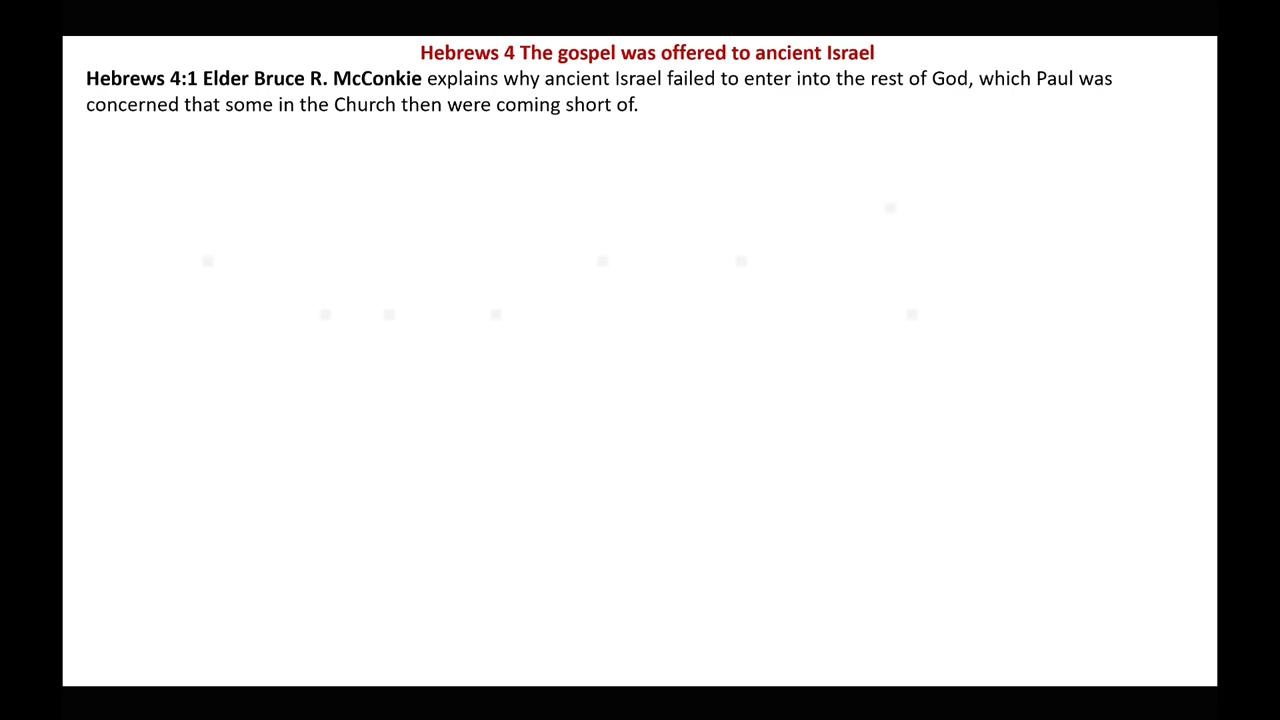 Hebrews 4 The gospel was offered to ancient Israel
Hebrews 4:1 Elder Bruce R. McConkie explains why ancient Israel failed to enter into the rest of God, which Paul was
concerned that some in the Church then were coming short of.